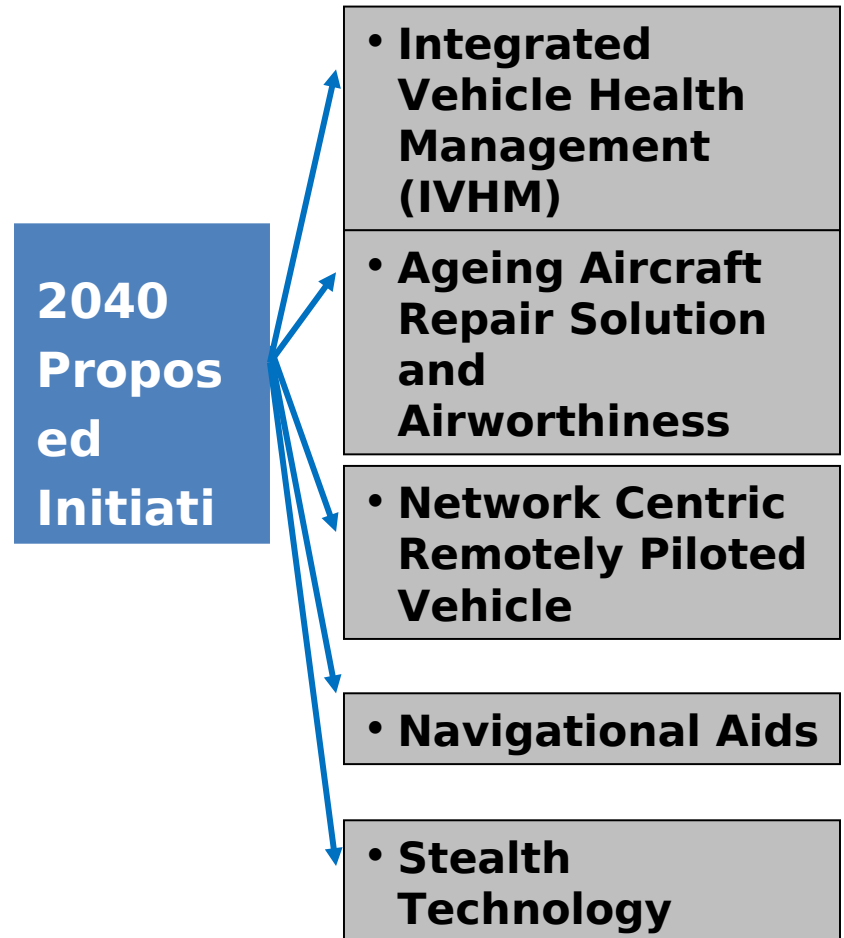 2040
Propos
ed
Initiati
• Integrated
Vehicle Health
Management
(IVHM)
• Ageing Aircraft
Repair Solution
and
Airworthiness
• Network Centric
Remotely Piloted
Vehicle
• Navigational Aids
• Stealth
Technology